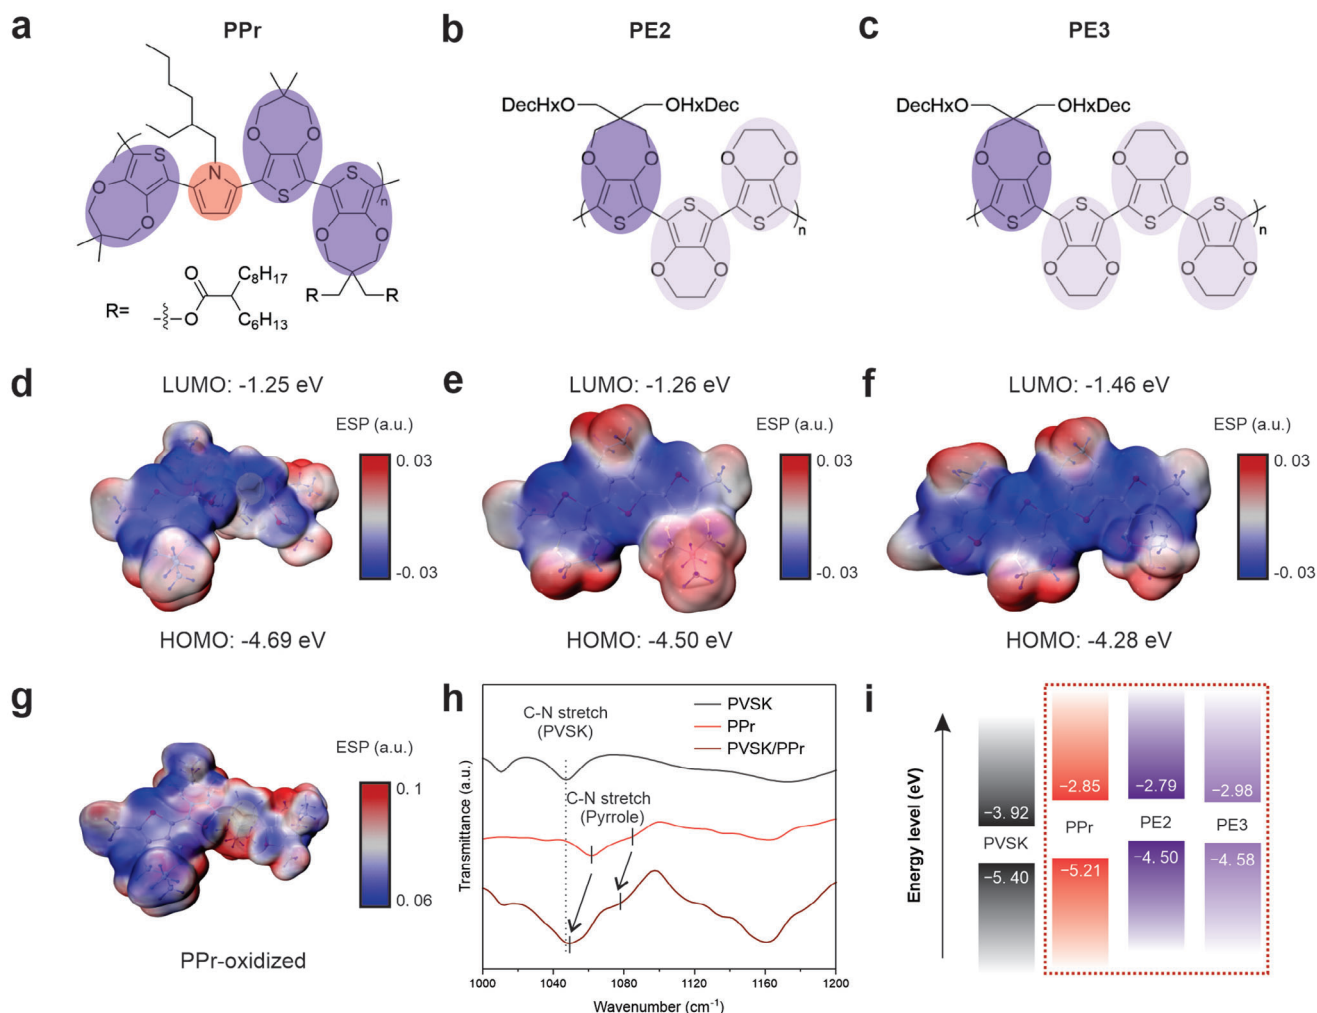 a
PPr
b
PE2
c
PE3
S
O
O
N
O
O
S
S
n
O
O
R
R
R=
O
O
C8H17
C6H13
DecHxO
OHxDec
O
O
O
O
S
S
S
n
O
O
DecHxO
OHxDec
O
O
O
O
S
S
S
S
n
O
O
O
O
d
LUMO: -1.25 eV
ESP (a.u.)
0.03
-0.03
HOMO: -4.69 eV
e
LUMO: -1.26 eV
ESP (a.u.)
0.03
-0.03
HOMO: -4.50 eV
f
LUMO: -1.46 eV
ESP (a.u.)
0.03
-0.03
HOMO: -4.28 eV
g
ESP (a.u.)
0.1
0.06
PPr-oxidized
h
C-N stretch
(PVSK)
PVSK
PPr
PVSK/PPr
C-N stretch
(Pyrrole)
Transmittance (a.u.)
1000
1040
1080
1120
1160
1200
Wavenumber (cm⁻¹)
i
Energy level (eV)
−3.92
PVSK
−5.40
−2.85
PPr
−5.21
−2.79
PE2
−4.50
−2.98
PE3
−4.58